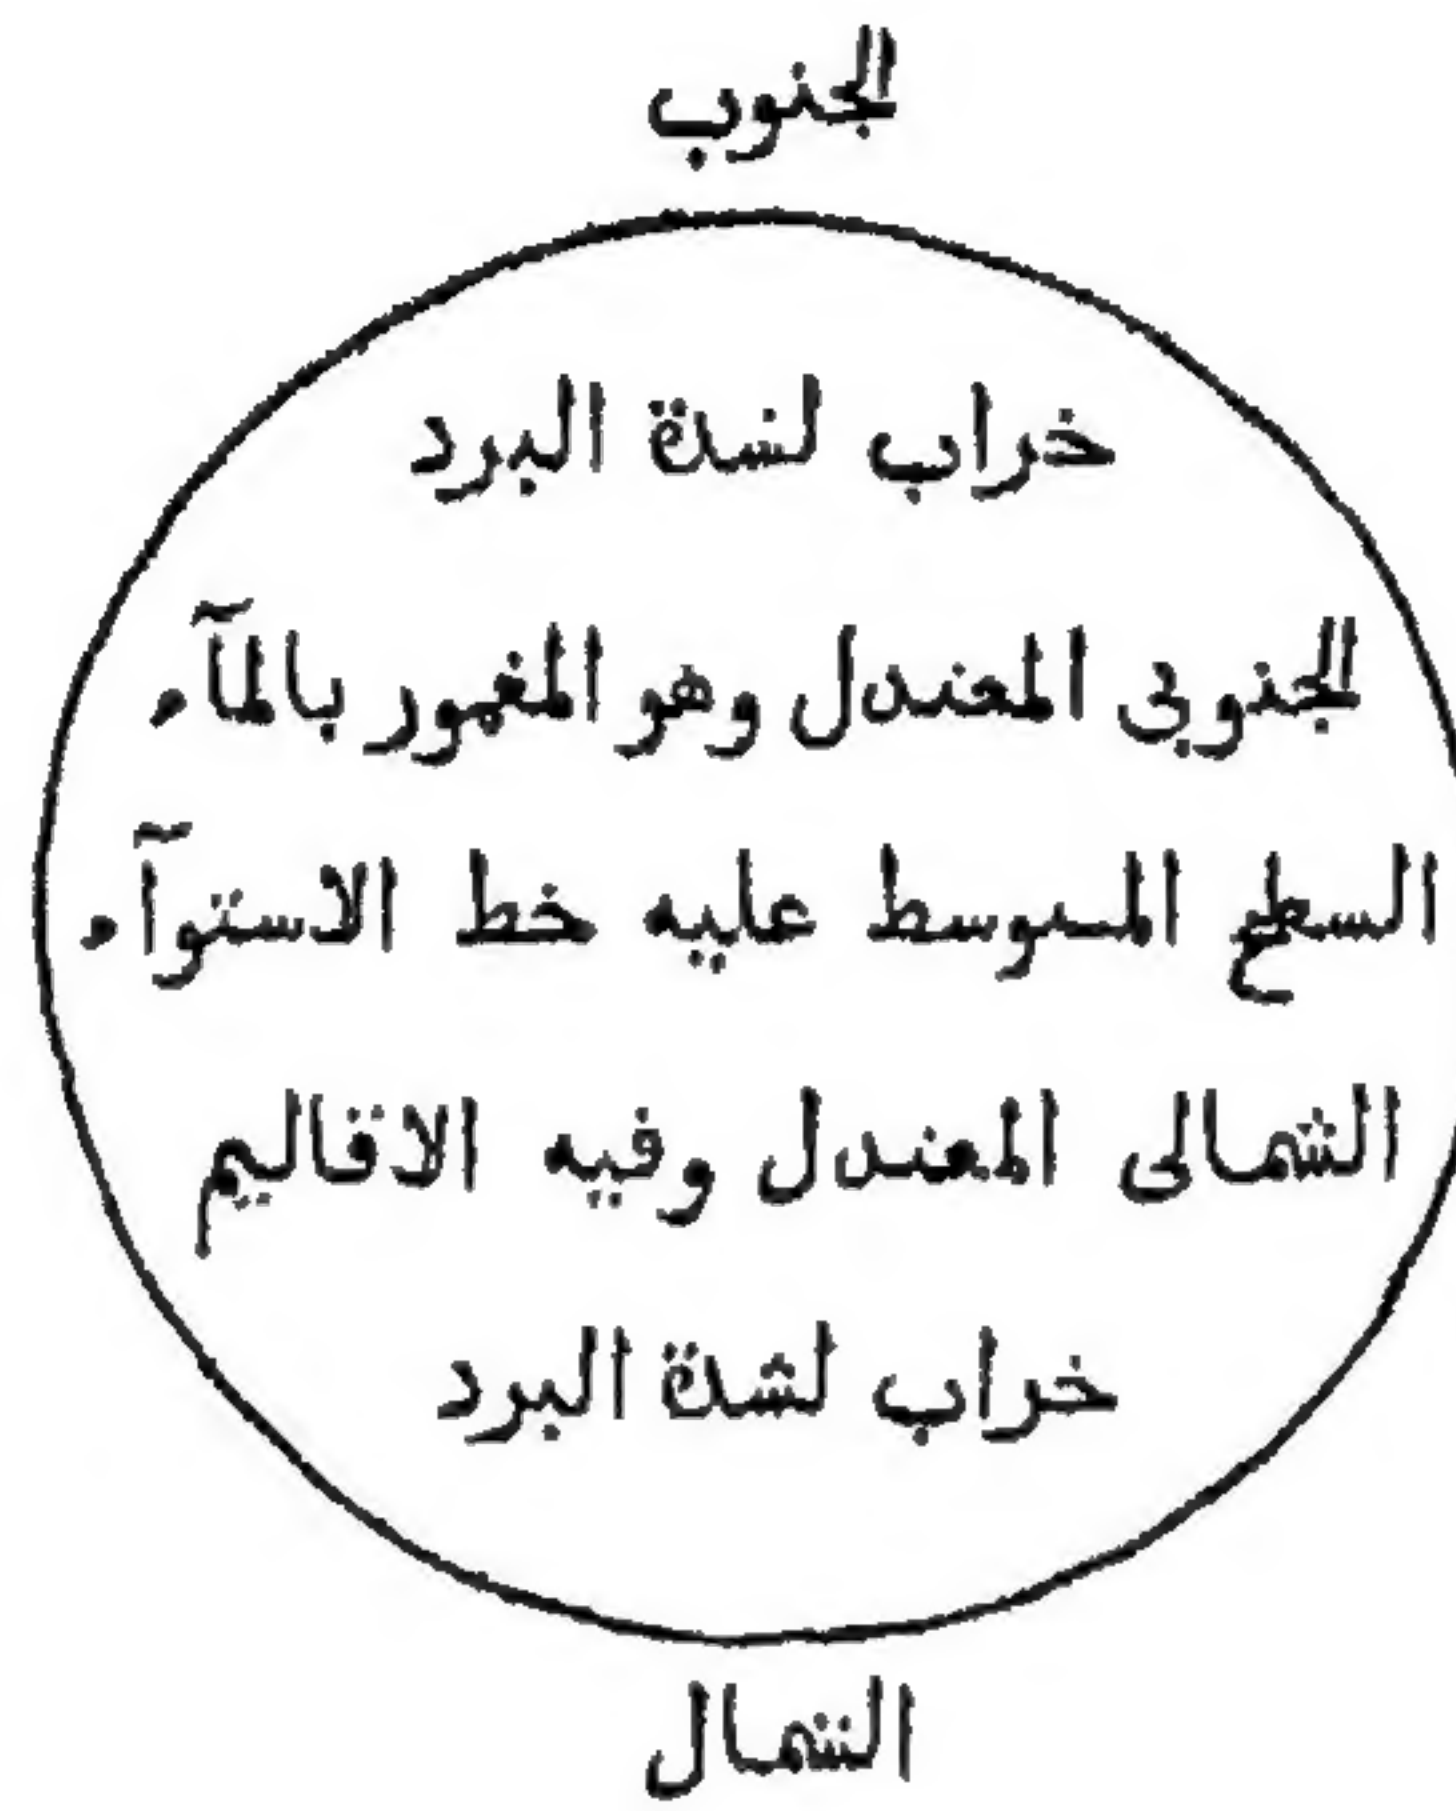 الجنوب
خراب لشدة البرد
الجنوبى المعتدل وهو المغمور بالمآء
السطح المتوسط عليه خط الاستوآء
الشمالى المعتدل وفيه الاقاليم
خراب لشدة البرد
الشمال